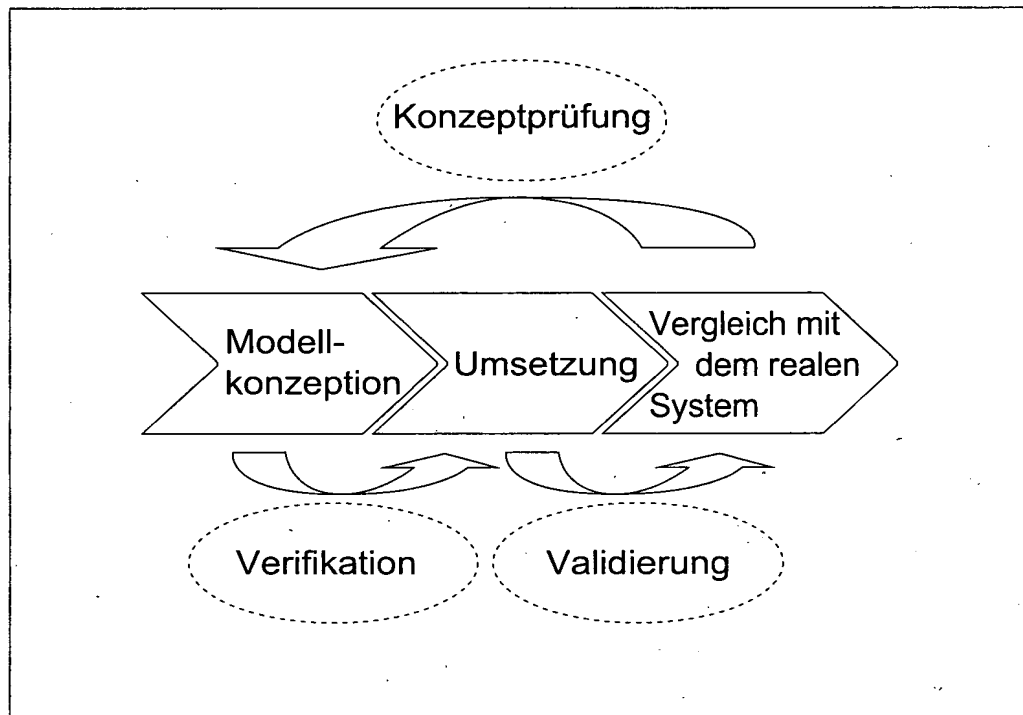 Konzeptprüfung
Modell-
konzeption
Umsetzung
Vergleich mit
dem realen
System
Verifikation
Validierung